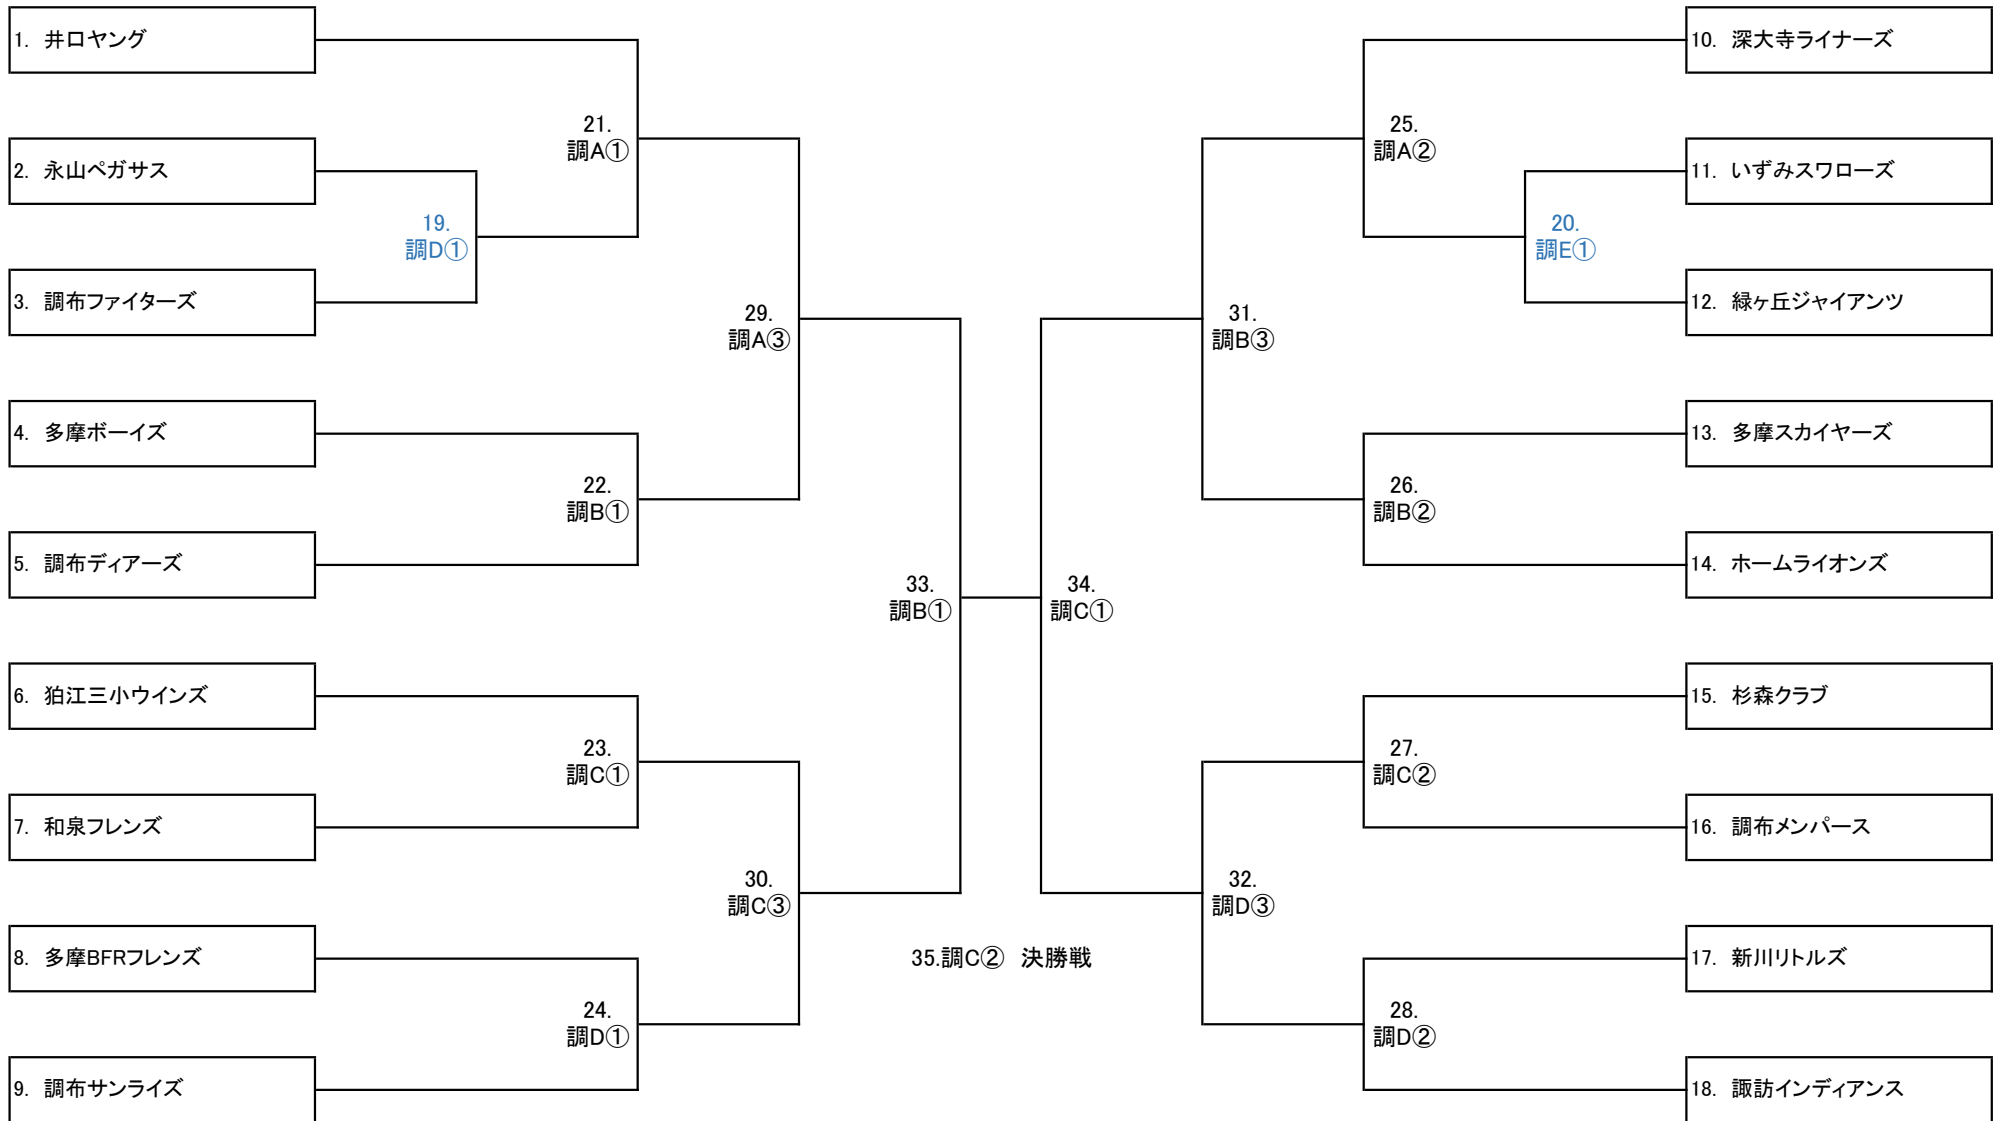 1. 井口ヤング
2. 永山ペガサス
3. 調布ファイターズ
4. 多摩ボーイズ
5. 調布ディアーズ
6. 狛江三小ウインズ
7. 和泉フレンズ
8. 多摩BFRフレンズ
9. 調布サンライズ
19.
調D①
21.
調A①
22.
調B①
23.
調C①
24.
調D①
29.
調A③
30.
調C③
33.
調B①
34.
調C①
35.調C② 決勝戦
31.
調B③
32.
調D③
25.
調A②
26.
調B②
27.
調C②
28.
調D②
20.
調E①
10. 深大寺ライナーズ
11. いずみスワローズ
12. 緑ヶ丘ジャイアンツ
13. 多摩スカイヤーズ
14. ホームライオンズ
15. 杉森クラブ
16. 調布メンパース
17. 新川リトルズ
18. 諏訪インディアンス